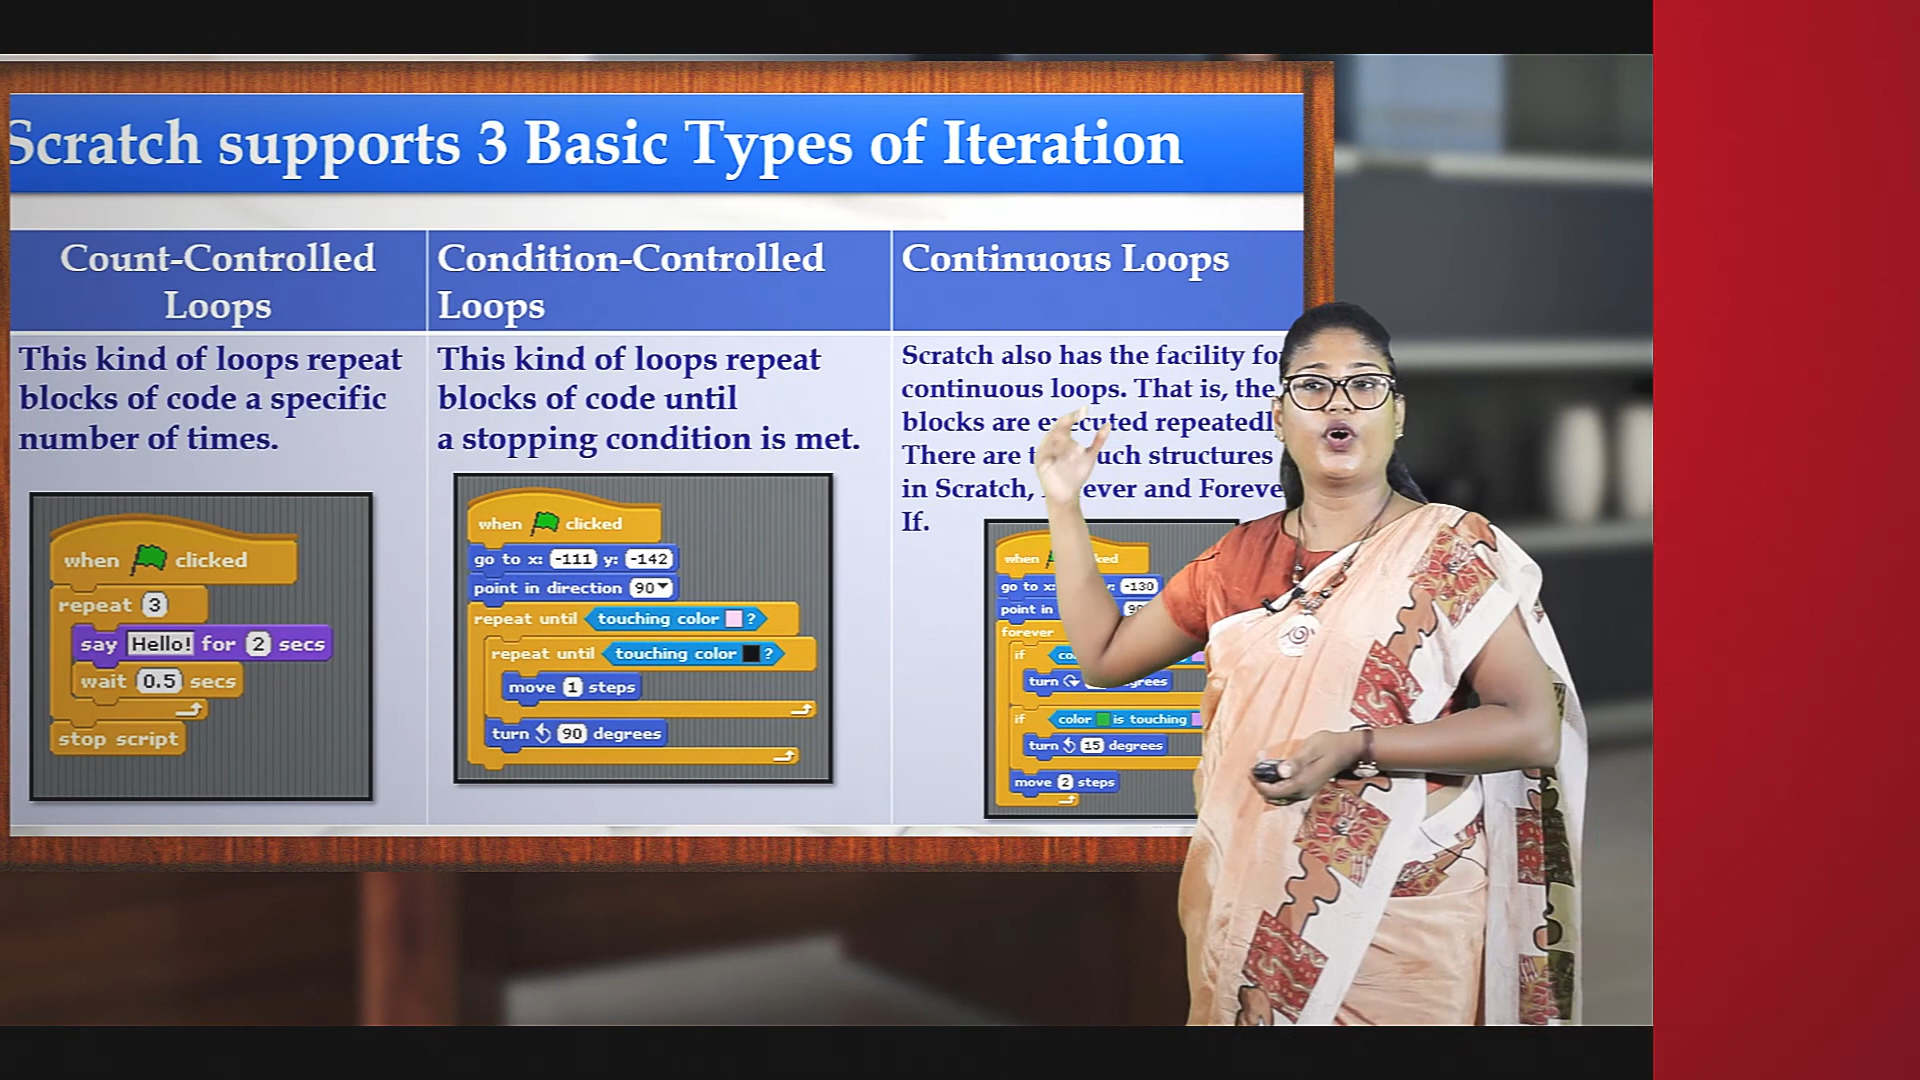 Scratch supports 3 Basic Types of Iteration
Count-Controlled
Loops
Condition-Controlled
Loops
Continuous Loops
This kind of loops repeat
blocks of code a specific
number of times.
when clicked
repeat 3
say Hello! for 2 secs
wait 0.5 secs
stop script
This kind of loops repeat
blocks of code until
a stopping condition is met.
when clicked
go to x: -111 y: -142
point in direction 90
repeat until touching color ?
repeat until touching color ?
move 1 steps
turn 90 degrees
Scratch also has the facility
continuous loops. That is, the
blocks are executed
There are such structures
in Scratch, and
If.
when
go to -130
point in
forever
if
turn
if color is touching
turn 15 degrees
move 2 steps